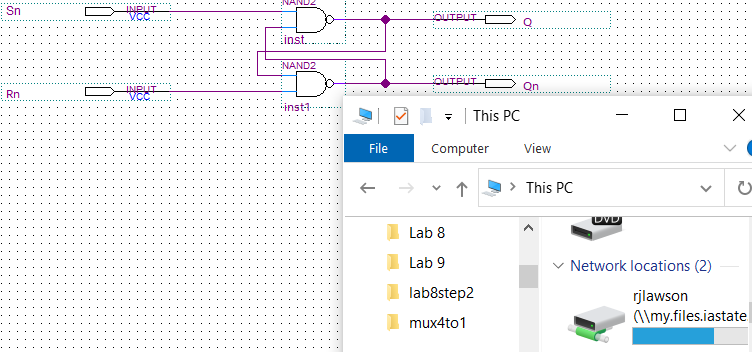 NAND2
Sn
INPUT
VCC
OUTPUT
Q
inst
NAND2
OUTPUT
Qn
Rn
INPUT
VCC
inst1
This PC
File
Computer
View
This PC
Lab 8
Lab 9
lab8step2
mux4to1
DVD
Network locations (2)
rjlawson
(\\my.files.iastate